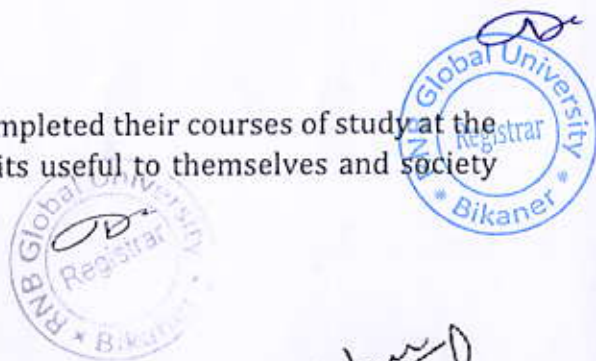 mpleted their courses of study at the
its useful to themselves and society
RNB Global University
Registrar
* Bikaner *
RNB Global University
Registrar
* Bikaner *